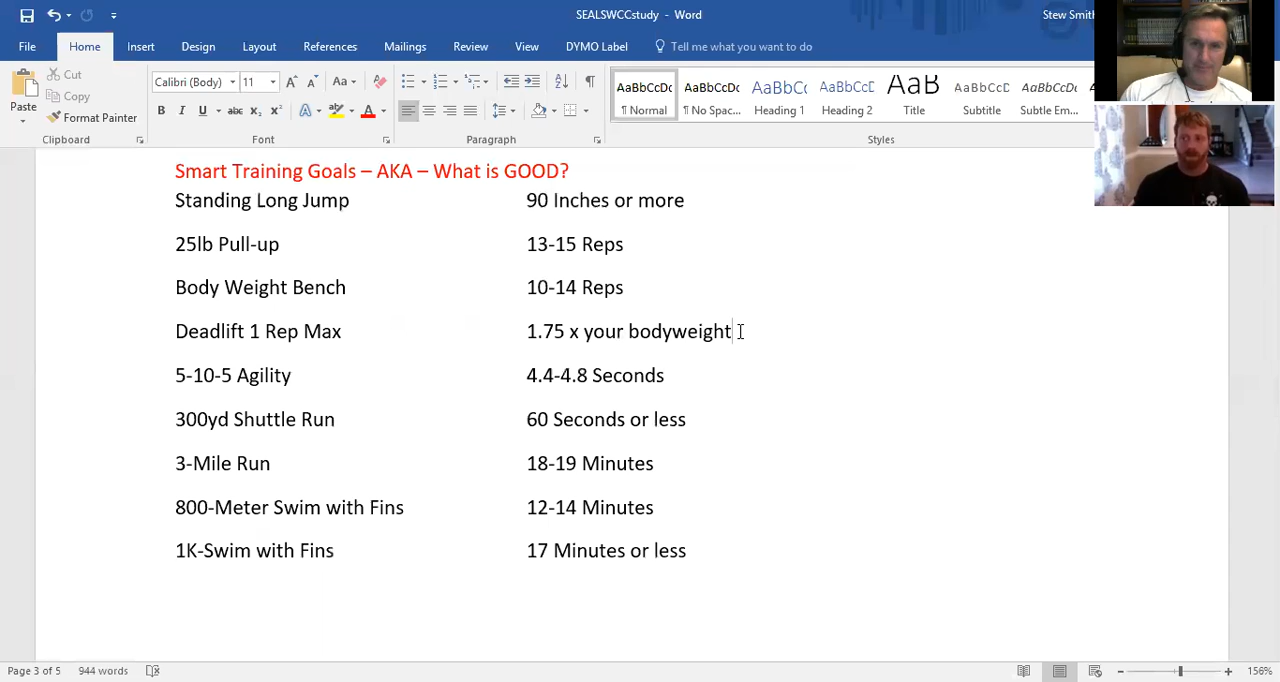 SEALSWCCstudy - Word
Stew Smith
File Home Insert Design Layout References Mailings Review View DYMO Label Tell me what you want to do
Paste
Cut
Copy
Format Painter
Calibri (Body) 11
Aa
B I U abc x₂ x² A A
AaBbCcDc AaBbCcDc AaBbCc AaBbCcC AaB AaBbCcD AaBbCcDc
¶ Normal ¶ No Spac... Heading 1 Heading 2 Title Subtitle Subtle Em...
Clipboard Font Paragraph Styles
Smart Training Goals – AKA – What is GOOD?
Standing Long Jump 90 Inches or more
25lb Pull-up 13-15 Reps
Body Weight Bench 10-14 Reps
Deadlift 1 Rep Max 1.75 x your bodyweight
5-10-5 Agility 4.4-4.8 Seconds
300yd Shuttle Run 60 Seconds or less
3-Mile Run 18-19 Minutes
800-Meter Swim with Fins 12-14 Minutes
1K-Swim with Fins 17 Minutes or less
Page 3 of 5 944 words 156%